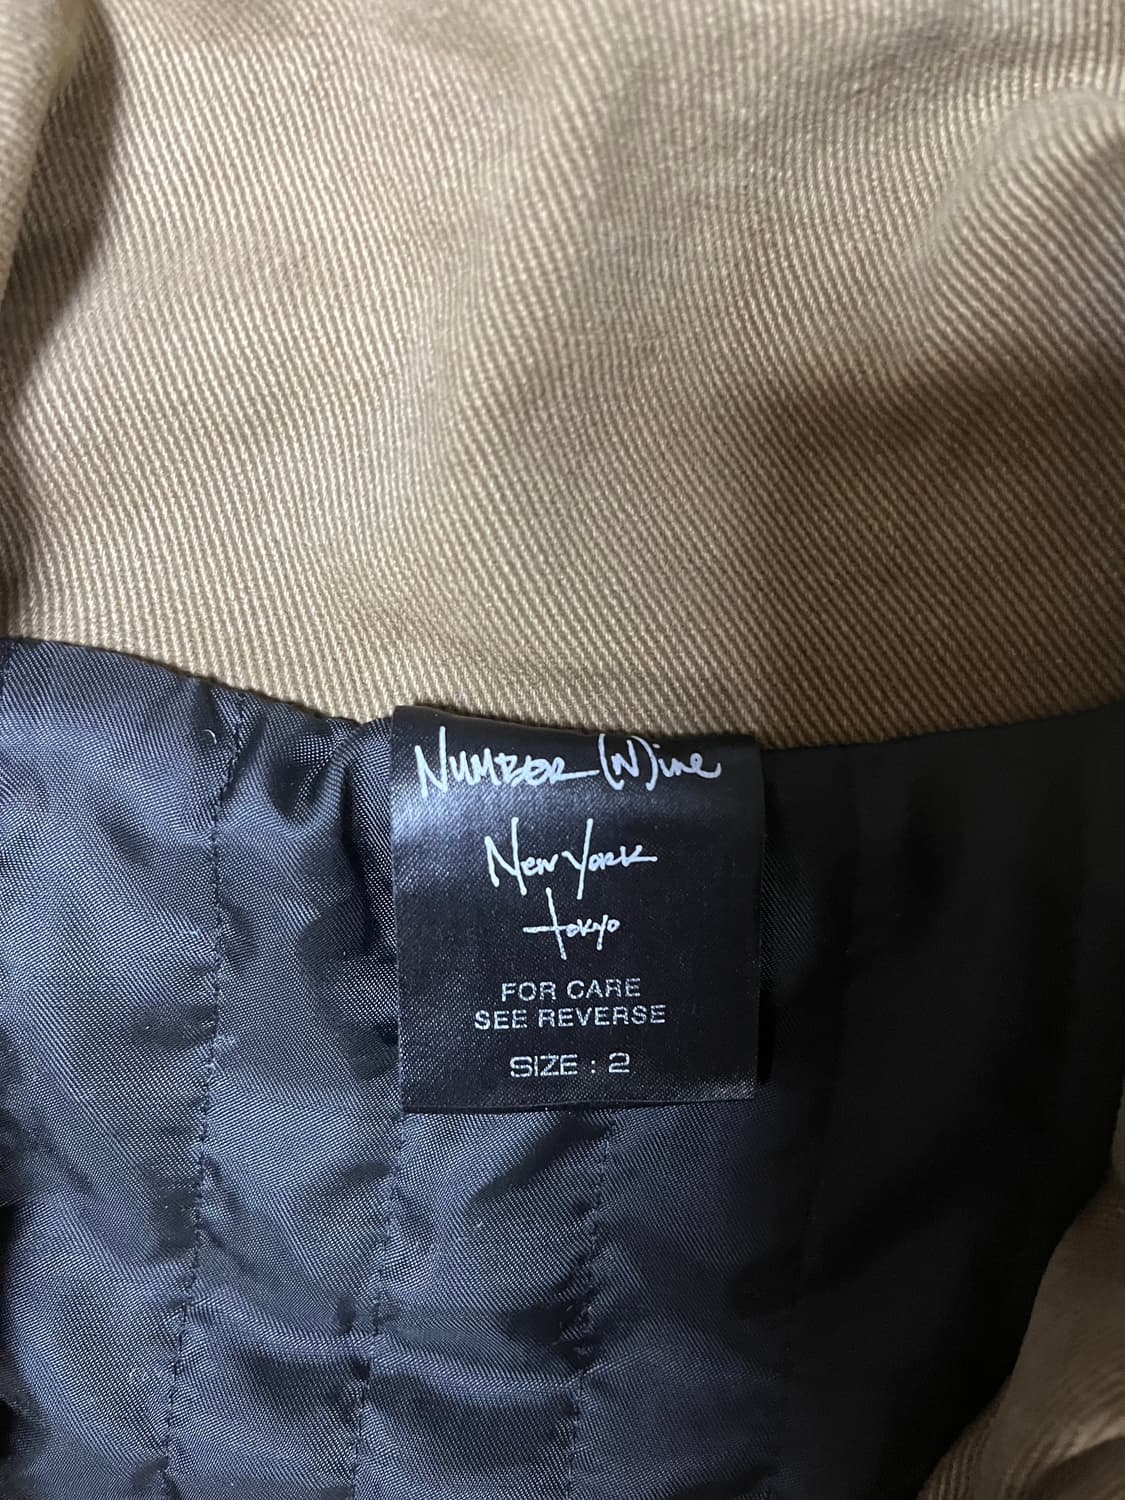 NUMBER (N)ine
New York
tokyo
FOR CARE
SEE REVERSE
SIZE : 2